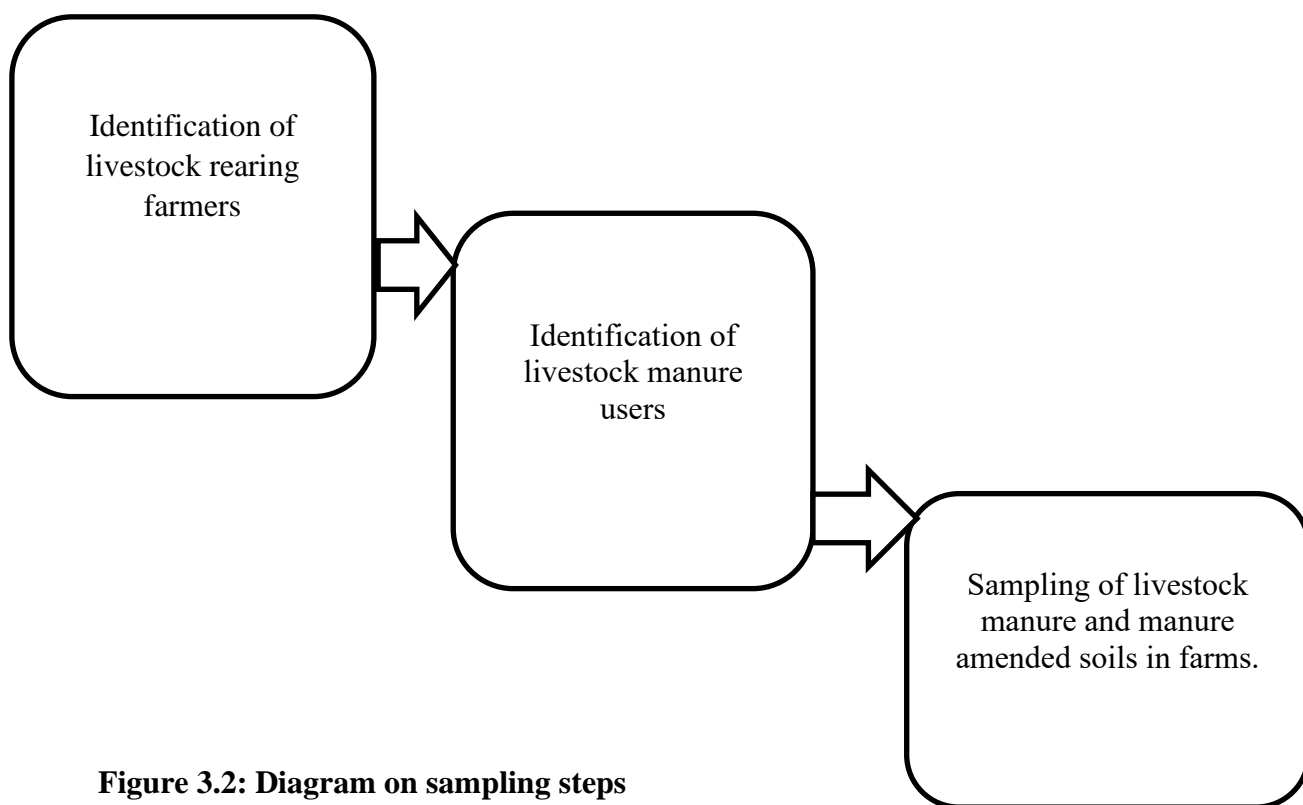 Identification of
livestock rearing
farmers
Identification of
livestock manure
users
Sampling of livestock
manure and manure
amended soils in farms.
Figure 3.2: Diagram on sampling steps